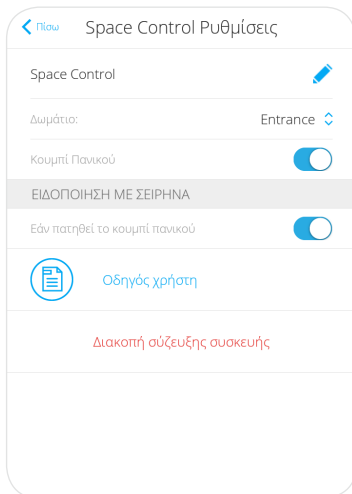 Πίσω Space Control Ρυθμίσεις
Space Control
Δωμάτιο: Entrance
Κουμπί Πανικού
ΕΙΔΟΠΟΙΗΣΗ ΜΕ ΣΕΙΡΗΝΑ
Εάν πατηθεί το κουμπί πανικού
Οδηγός χρήστη
Διακοπή σύζευξης συσκευής